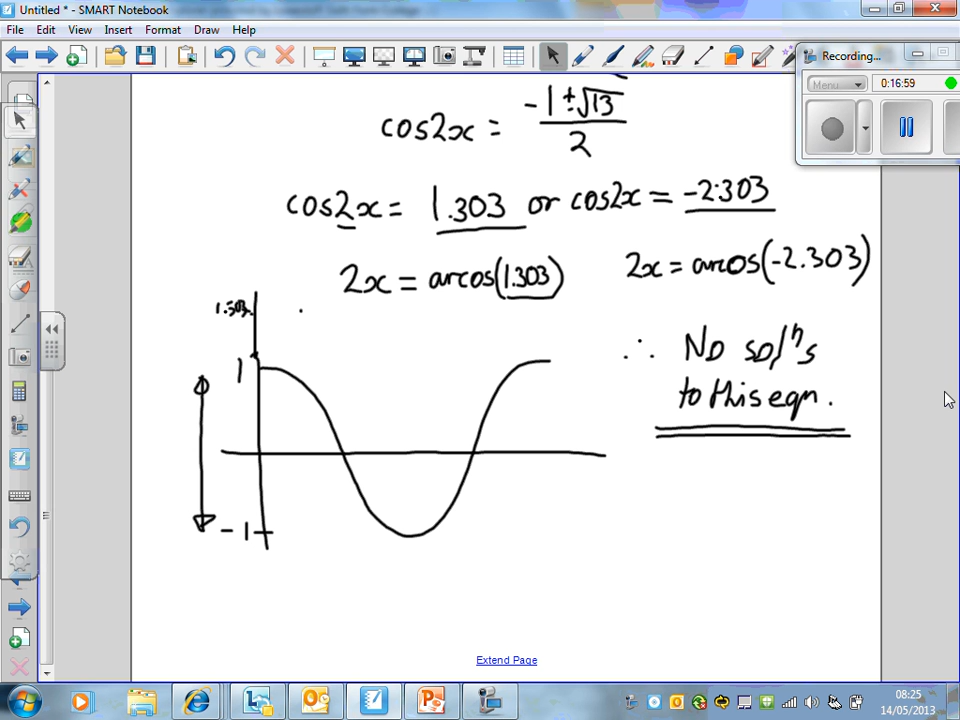 Untitled * - SMART Notebook
File Edit View Insert Format Draw Help
Recording...
Menu
0:16:59
cos2x = -1 ± √13 / 2
cos2x = 1.303 or cos2x = -2.303
2x = arcos(1.303)
2x = arcos(-2.303)
1.303
1
-1
∴ No solⁿs
to this eqn.
Extend Page
08:25
14/05/2013